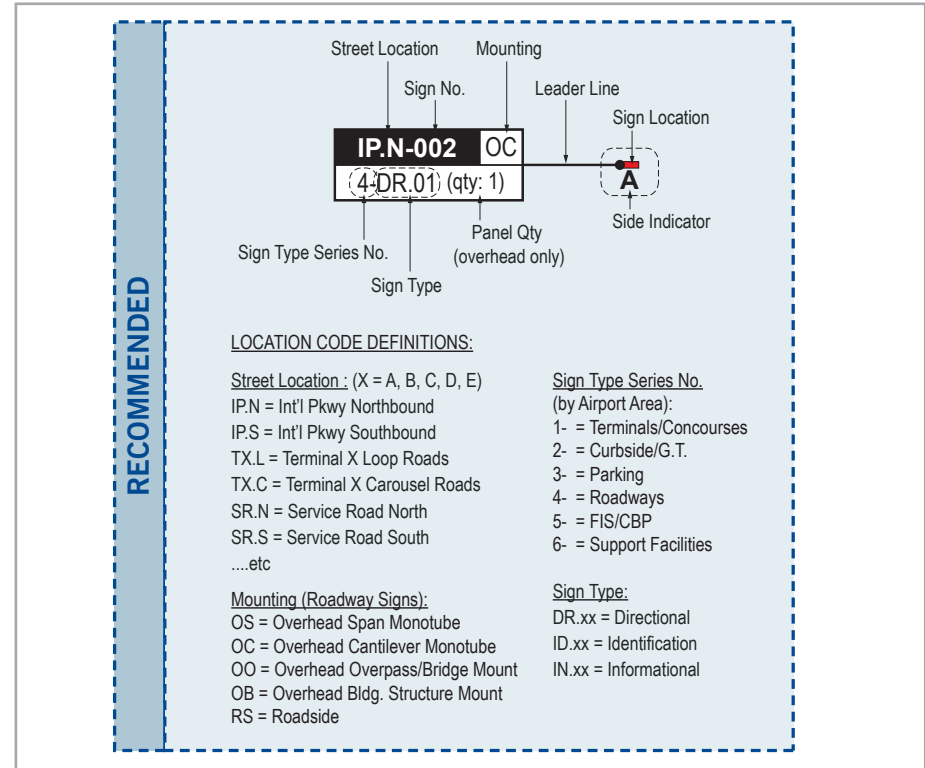 RECOMMENDED
Street Location
Mounting
Sign No.
Leader Line
Sign Location
IP.N-002 OC
4-DR.01 (qty: 1)
A
Side Indicator
Sign Type Series No.
Panel Qty
(overhead only)
Sign Type
LOCATION CODE DEFINITIONS:
Street Location : (X = A, B, C, D, E)
IP.N = Int'l Pkwy Northbound
IP.S = Int'l Pkwy Southbound
TX.L = Terminal X Loop Roads
TX.C = Terminal X Carousel Roads
SR.N = Service Road North
SR.S = Service Road South
....etc
Mounting (Roadway Signs):
OS = Overhead Span Monotube
OC = Overhead Cantilever Monotube
OO = Overhead Overpass/Bridge Mount
OB = Overhead Bldg. Structure Mount
RS = Roadside
Sign Type Series No.
(by Airport Area):
1- = Terminals/Concourses
2- = Curbside/G.T.
3- = Parking
4- = Roadways
5- = FIS/CBP
6- = Support Facilities
Sign Type:
DR.xx = Directional
ID.xx = Identification
IN.xx = Informational